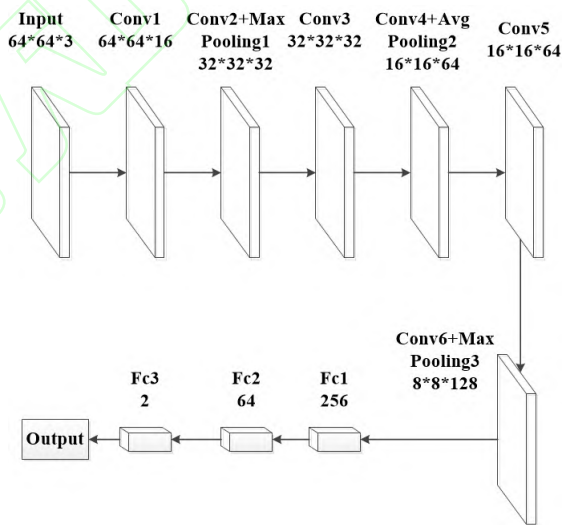 Input
64*64*3
Conv1
64*64*16
Conv2+Max
Pooling1
32*32*32
Conv3
32*32*32
Conv4+Avg
Pooling2
16*16*64
Conv5
16*16*64
Conv6+Max
Pooling3
8*8*128
Fc1
256
Fc2
64
Fc3
2
Output